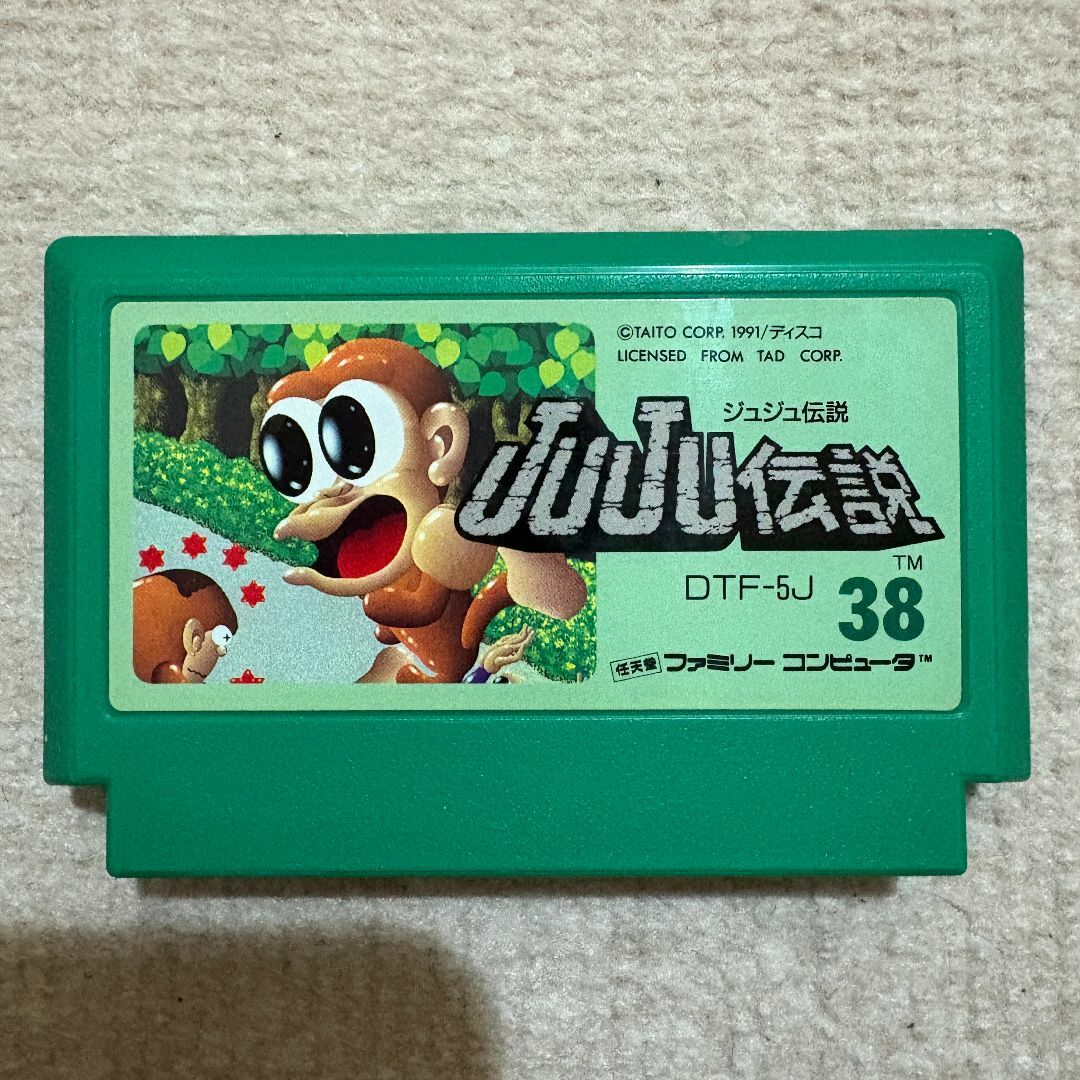 ©TAITO CORP. 1991/ディスコ
LICENSED FROM TAD CORP.
ジュジュ伝説
JUJU伝説
TM
DTF-5J 38
任天堂 ファミリー コンピュータ™